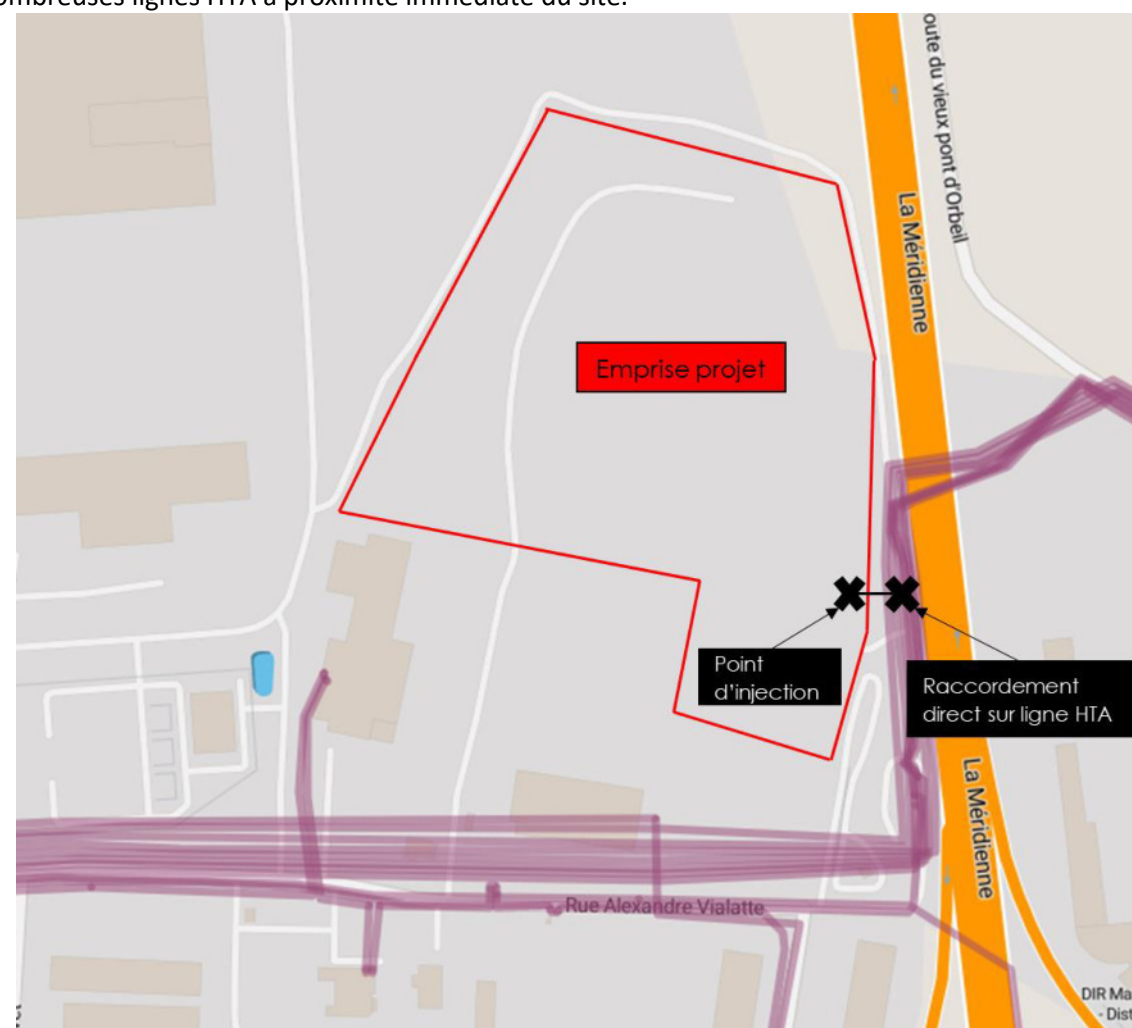 ombreuses lignes HTA à proximité immédiate du site.
oute du vieux pont d'Orbeil
La Méridienne
Emprise projet
Point
d'injection
Raccordement
direct sur ligne HTA
La Méridienne
Rue Alexandre Vialatte
DIR Ma
- Dist